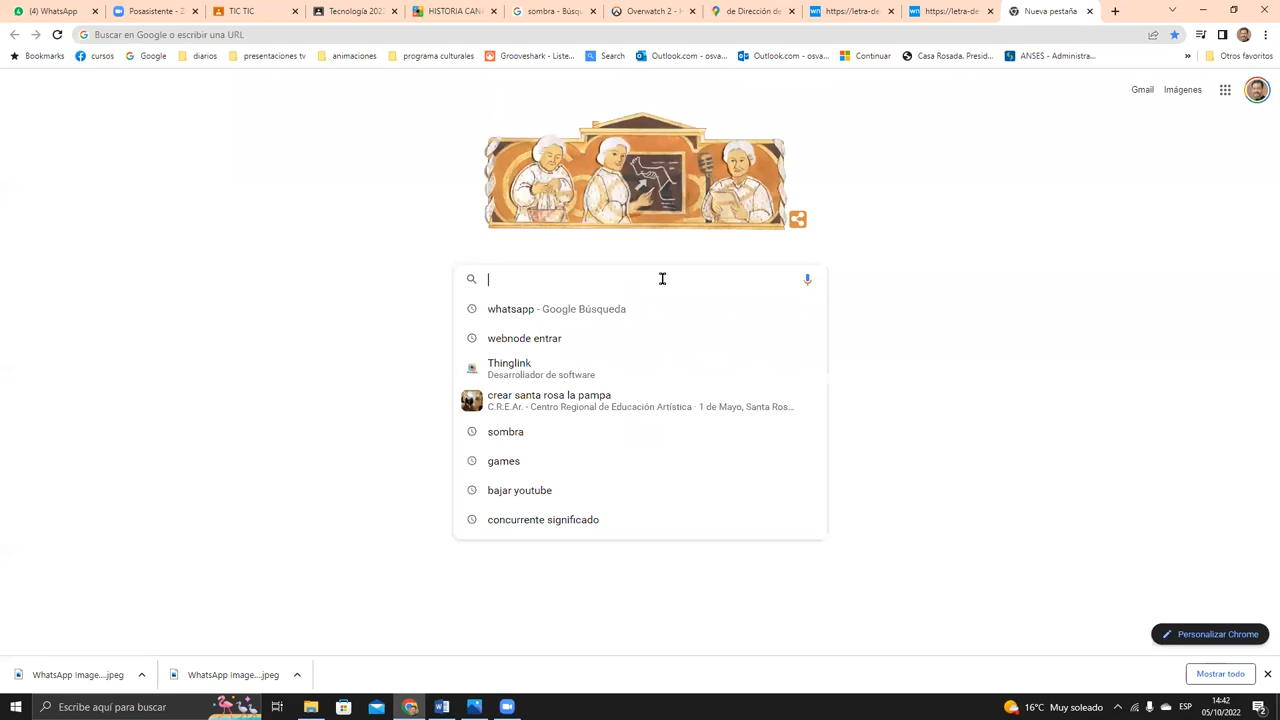 (4) WhatsApp
Posasistente - Z
TIC TIC
Tecnología 202
HISTORIA CAN
sombra - Búsq
Overwatch 2 - H
de Dirección de
https://letra-de
https://letra-de
Nueva pestaña
Buscar en Google o escribir una URL
Bookmarks
cursos
Google
diarios
presentaciones tv
animaciones
programa culturales
Grooveshark - Liste...
Search
Outlook.com - osva...
Outlook.com - osva...
Continuar
Casa Rosada. Presid...
ANSES - Administra...
»
Otros favoritos
Gmail
Imágenes
whatsapp - Google Búsqueda
webnode entrar
Thinglink
Desarrollador de software
crear santa rosa la pampa
C.R.E.Ar. - Centro Regional de Educación Artística · 1 de Mayo, Santa Ros...
sombra
games
bajar youtube
concurrente significado
Personalizar Chrome
WhatsApp Image....jpeg
WhatsApp Image....jpeg
Mostrar todo
Escribe aquí para buscar
16°C Muy soleado
ESP
14:42
05/10/2022
2